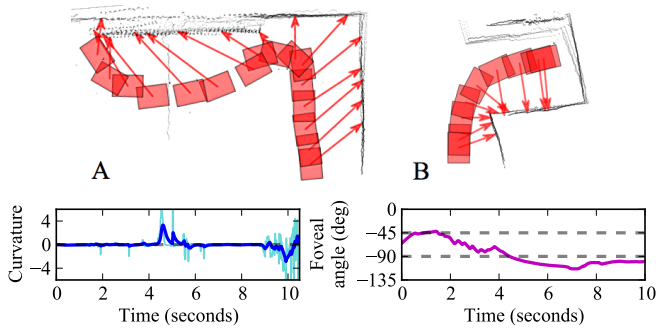 A
B
Curvature
4
0
−4
0 2 4 6 8 10
Time (seconds)
Foveal
angle (deg)
0
−45
−90
−135
0 2 4 6 8 10
Time (seconds)